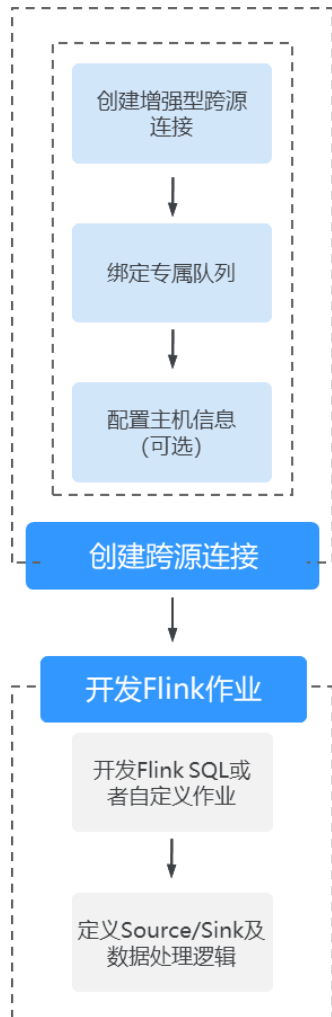 创建增强型跨源
连接
绑定专属队列
配置主机信息
(可选)
创建跨源连接
开发Flink作业
开发Flink SQL或
者自定义作业
定义Source/Sink及
数据处理逻辑